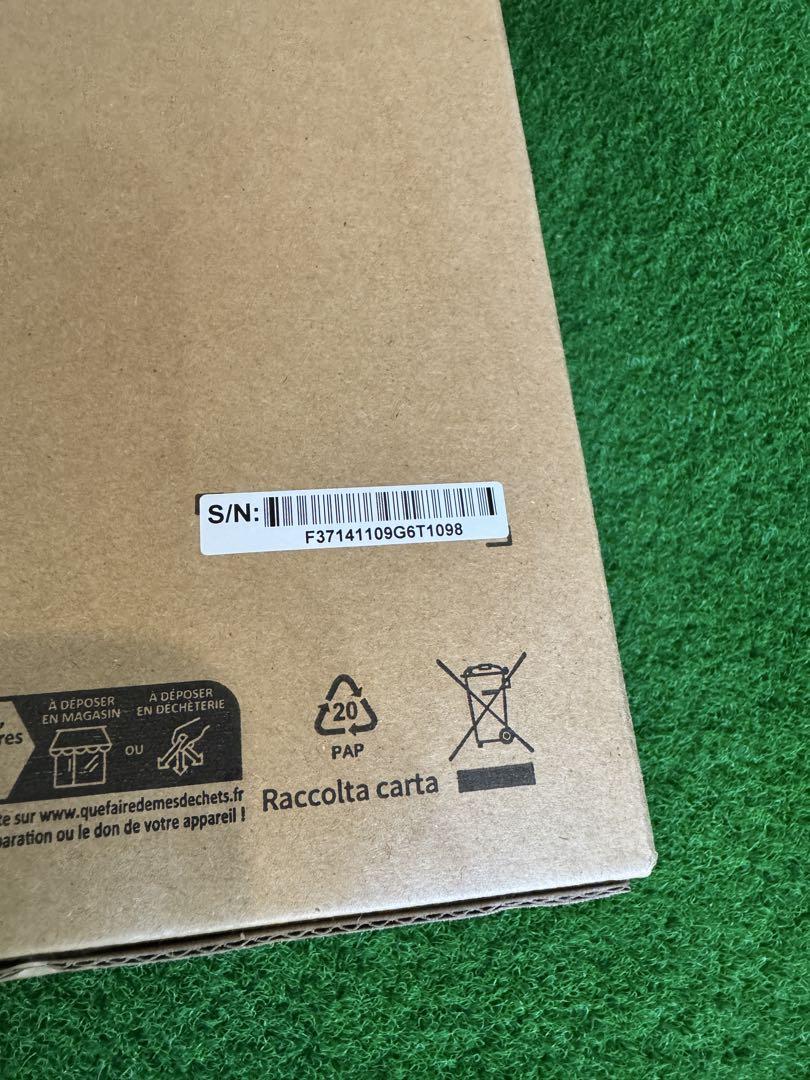 S/N:
F37141109G6T1098
À DÉPOSER
EN MAGASIN
OU
À DÉPOSER
EN DÉCHÈTERIE
20
PAP
Raccolta carta
sur www.quefairedemesdechets.fr
ou le don de votre appareil !